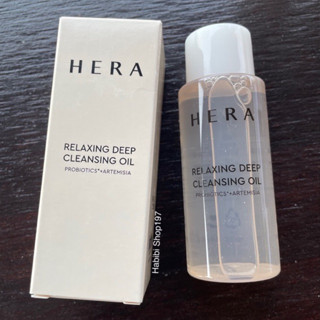 HERA
RELAXING DEEP
CLEANSING OIL
PROBIOTICS*+ARTEMISIA
Habibi Shop197
HERA
RELAXING DEEP
CLEANSING OIL
PROBIOTICS*+ARTEMISIA